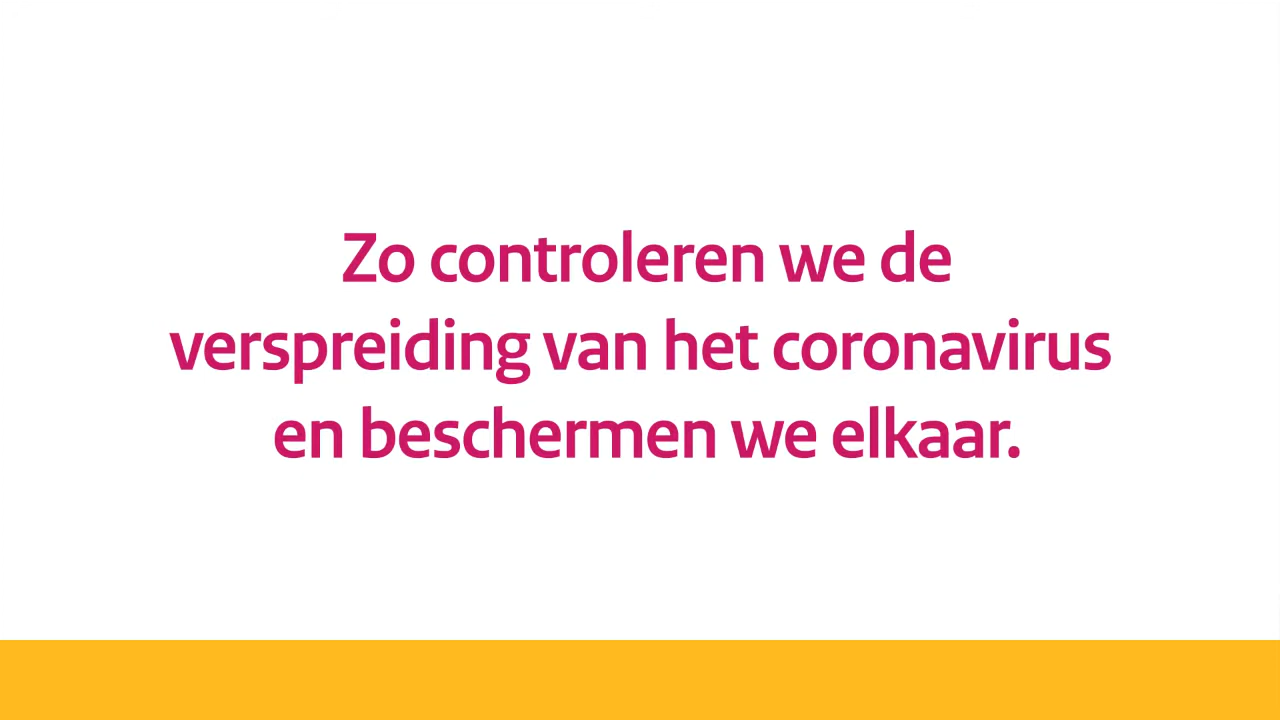 Zo controleren we de
verspreiding van het coronavirus
en beschermen we elkaar.